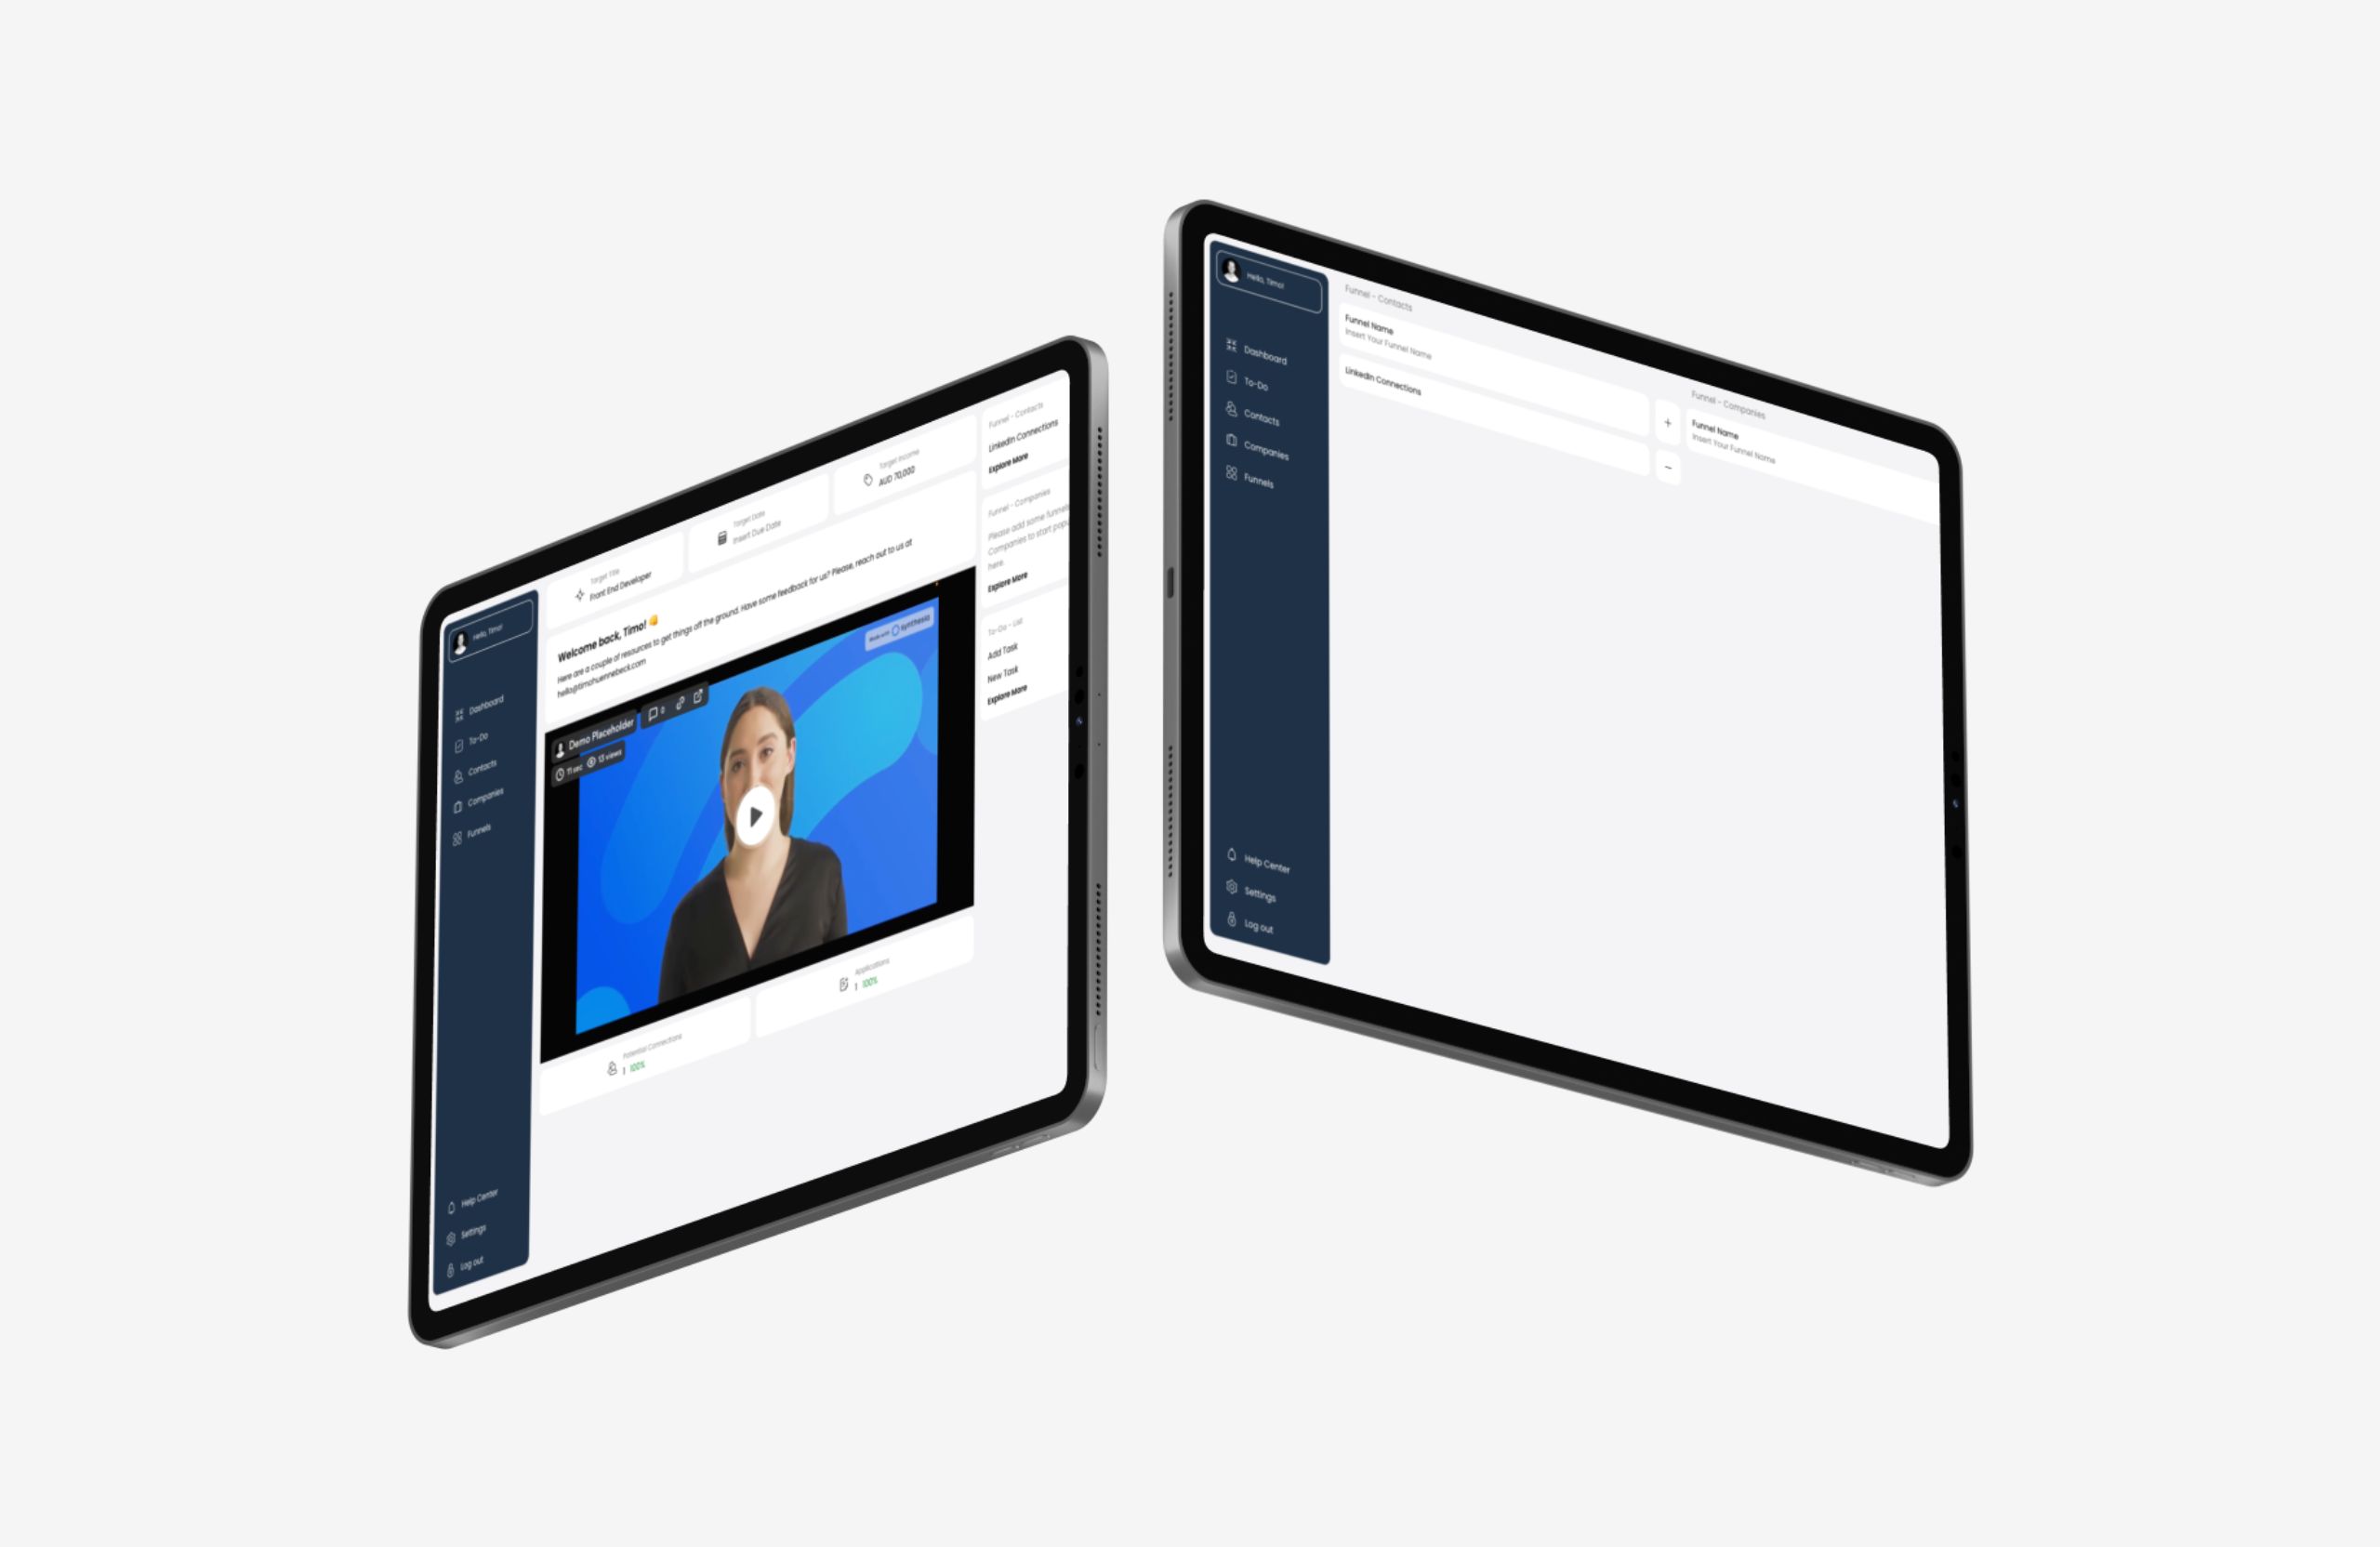 Hello, Timo!
Dashboard
To-Do
Contacts
Companies
Funnels
Help Center
Settings
Log out
Target Title
Front End Developer
Target Date
Insert Due Date
Target Income
AUD 70,000
Welcome back, Timo!
Here are a couple of resources to get things off the ground. Have some feedback for us? Please, reach out to us at
hello@timohuennebeck.com
Demo Placeholder
0
11 sec
13 views
Made with synthesia
Potential Connections
1 100%
Applications
1 100%
Funnel - Contacts
LinkedIn Connections
Explore More
Funnel - Companies
Please add some funnels
Companies to start
here.
Explore More
To-Do - List
Add Task
New Task
Explore More
Hello, Timo!
Dashboard
To-Do
Contacts
Companies
Funnels
Help Center
Settings
Log out
Funnel - Contacts
Funnel Name
Insert Your Funnel Name
LinkedIn Connections
Funnel - Companies
Funnel Name
Insert Your Funnel Name